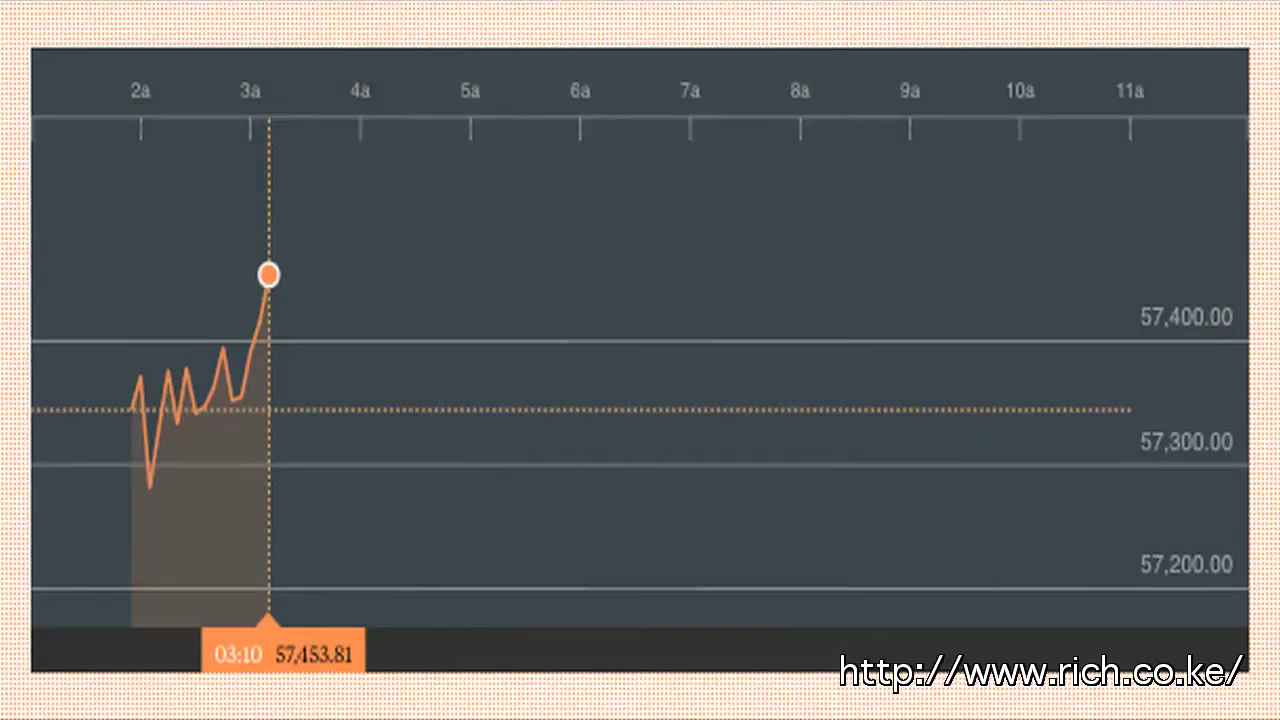 2a 3a 4a 5a 6a 7a 8a 9a 10a 11a
57,400.00
57,300.00
57,200.00
03:10 57,453.81
http://www.rich.co.ke/